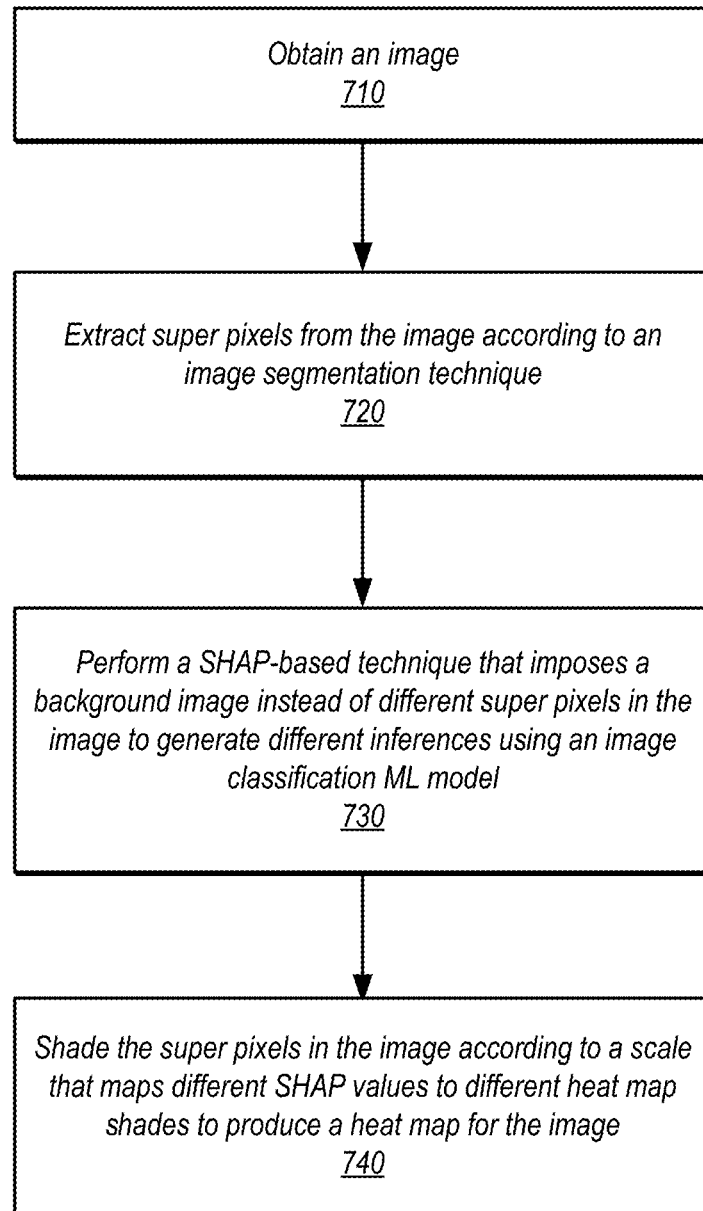 Obtain an image
710
Extract super pixels from the image according to an
image segmentation technique
720
Perform a SHAP-based technique that imposes a
background image instead of different super pixels in the
image to generate different inferences using an image
classification ML model
730
Shade the super pixels in the image according to a scale
that maps different SHAP values to different heat map
shades to produce a heat map for the image
740